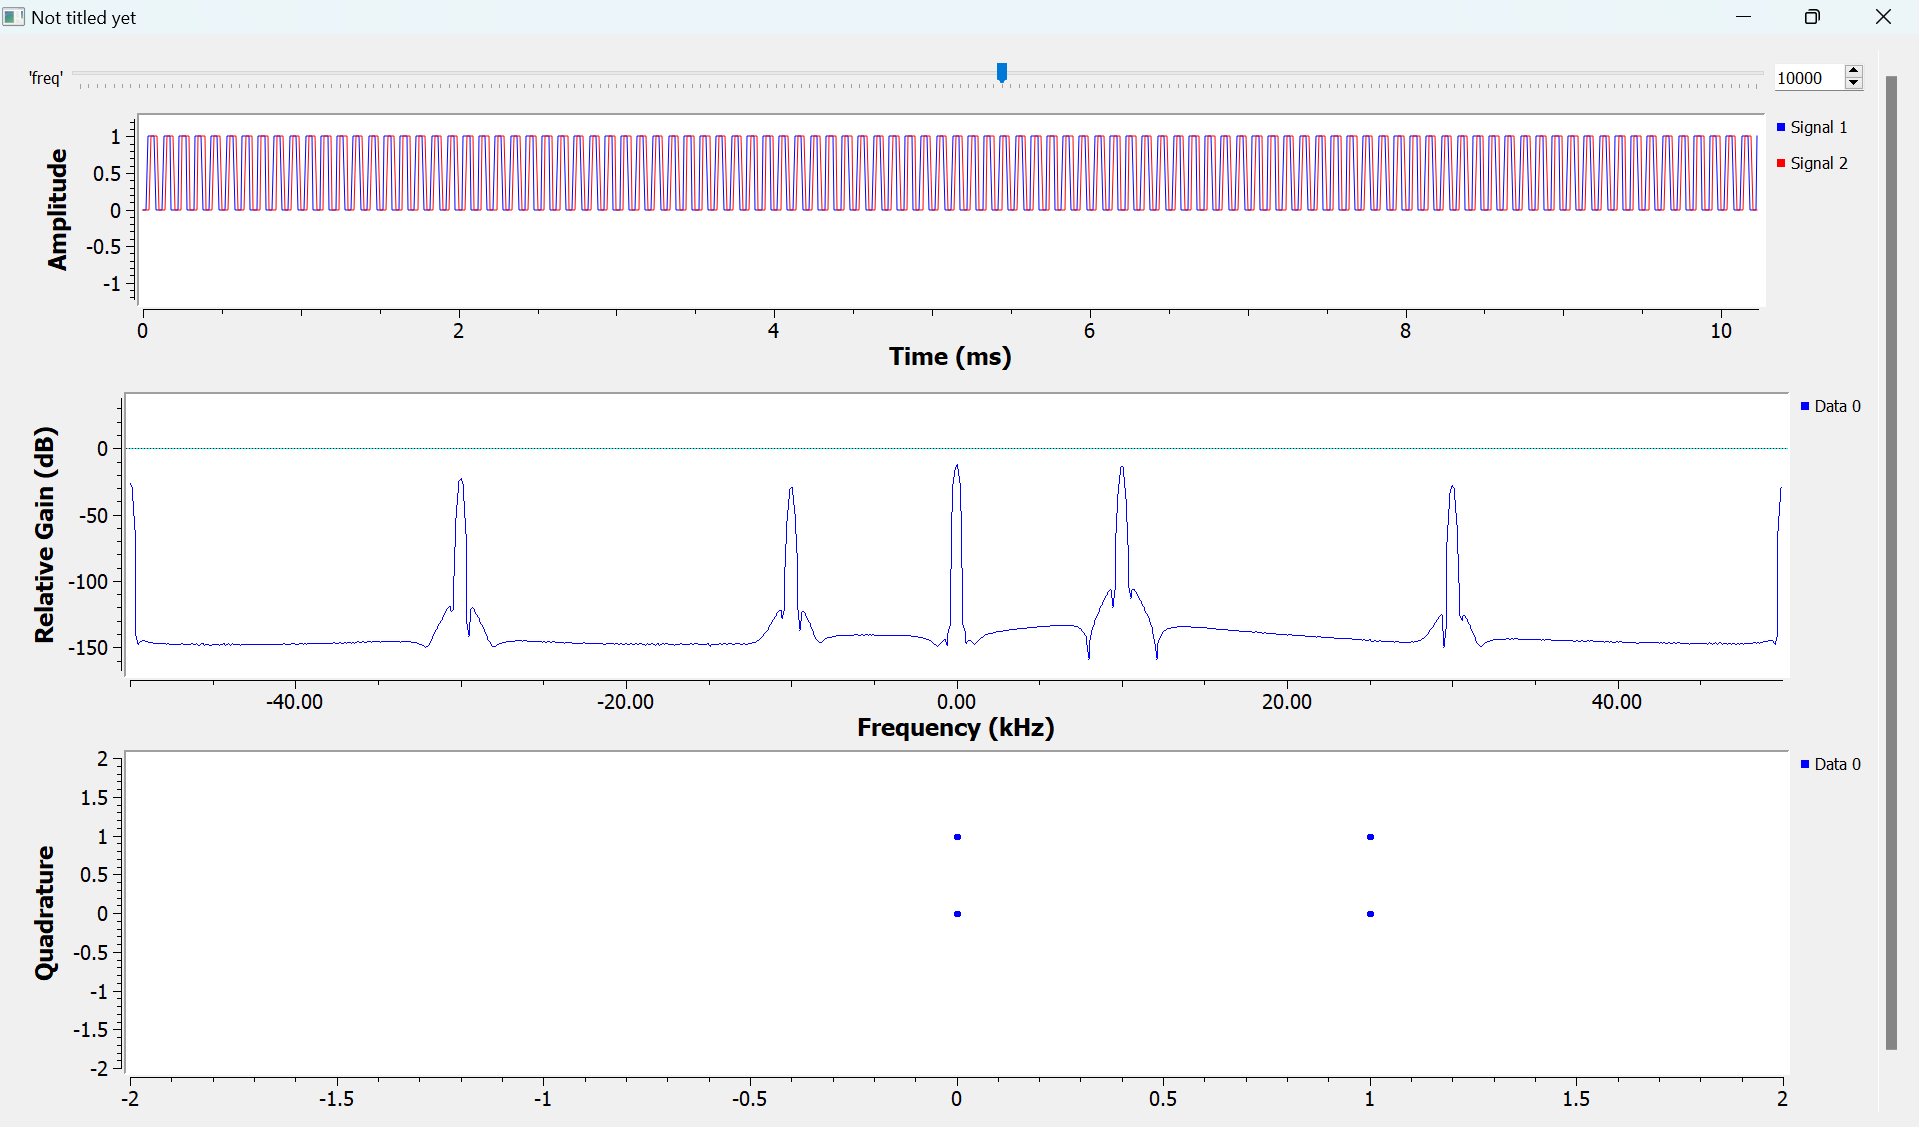 Not titled yet
'freq'
10000
Amplitude
1
0.5
0
-0.5
-1
Signal 1
Signal 2
0 2 4 6 8 10
Time (ms)
Relative Gain (dB)
0
-50
-100
-150
Data 0
-40.00 -20.00 0.00 20.00 40.00
Frequency (kHz)
Quadrature
2
1.5
1
0.5
0
-0.5
-1
-1.5
-2
Data 0
-2 -1.5 -1 -0.5 0 0.5 1 1.5 2